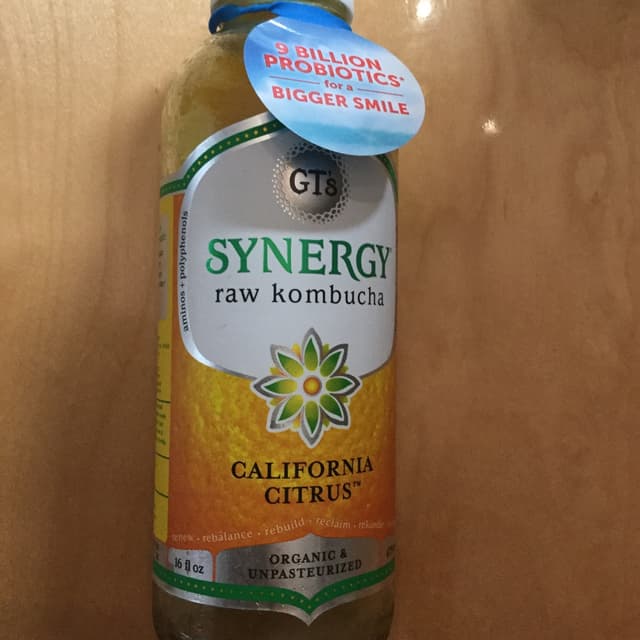 9 BILLION
PROBIOTICS*
for a
BIGGER SMILE
GT's
SYNERGY
raw kombucha
aminos + polyphenols
CALIFORNIA
CITRUS™
renew • rebalance • rebuild • reclaim •
16 fl oz
ORGANIC &
UNPASTEURIZED